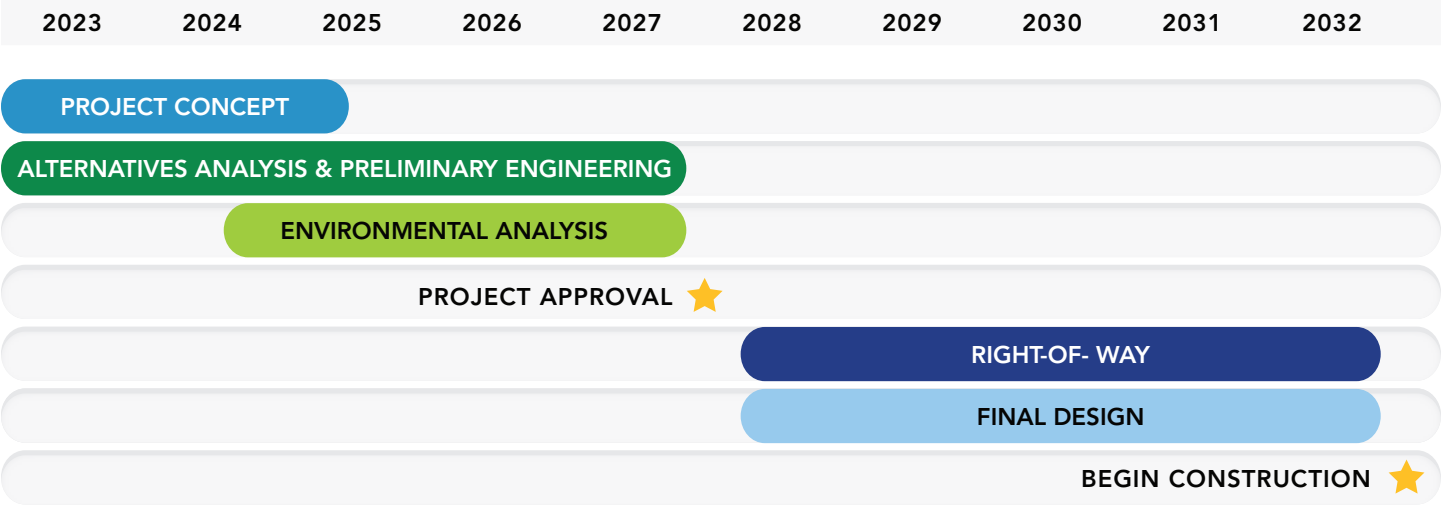 2023 2024 2025 2026 2027 2028 2029 2030 2031 2032
PROJECT CONCEPT
ALTERNATIVES ANALYSIS & PRELIMINARY ENGINEERING
ENVIRONMENTAL ANALYSIS
PROJECT APPROVAL
RIGHT-OF- WAY
FINAL DESIGN
BEGIN CONSTRUCTION